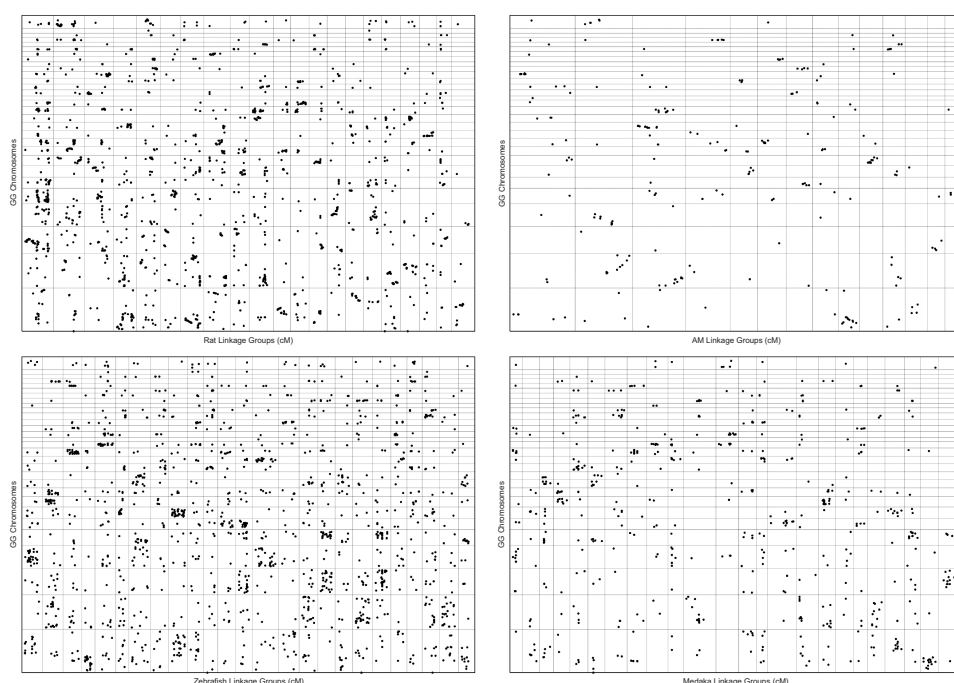 GG Chromosomes
Rat Linkage Groups (cM)
GG Chromosomes
AM Linkage Groups (cM)
GG Chromosomes
Zebrafish Linkage Groups (cM)
GG Chromosomes
Medaka Linkage Groups (cM)